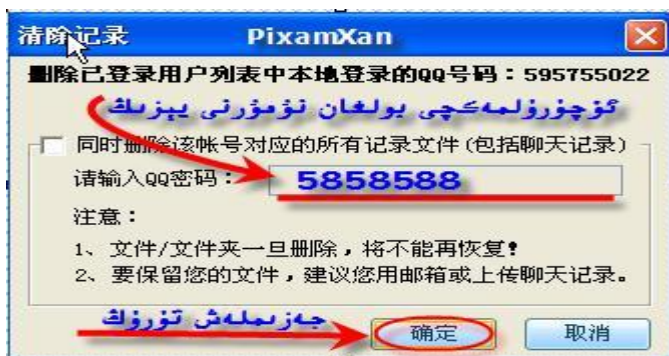 清除记录 PixamXan
删除已登录用户列表中本地登录的QQ号码：595755022
ئۆچۈرۈلمەكچى بولغان نۇمۇرنى يېزىڭ
同时删除该帐号对应的所有记录文件(包括聊天记录)
请输入QQ密码： 5858588
注意：
1、文件/文件夹一旦删除，将不能再恢复！
2、要保留您的文件，建议您用邮箱或上传聊天记录。
جەزىملەش تۈرۈڭ
确定 取消